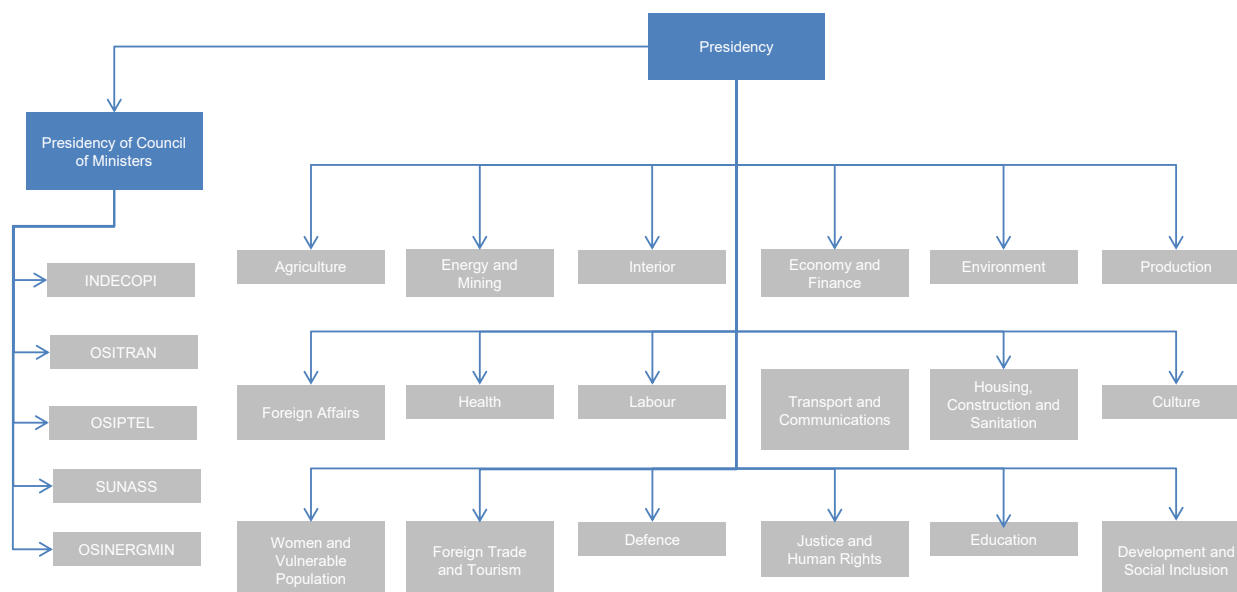 Presidency
Presidency of Council
of Ministers
INDECOPI
OSITRAN
OSIPTEL
SUNASS
OSINERGMIN
Agriculture
Energy and
Mining
Interior
Economy and
Finance
Environment
Production
Foreign Affairs
Health
Labour
Transport and
Communications
Housing,
Construction and
Sanitation
Culture
Women and
Vulnerable
Population
Foreign Trade
and Tourism
Defence
Justice and
Human Rights
Education
Development and
Social Inclusion